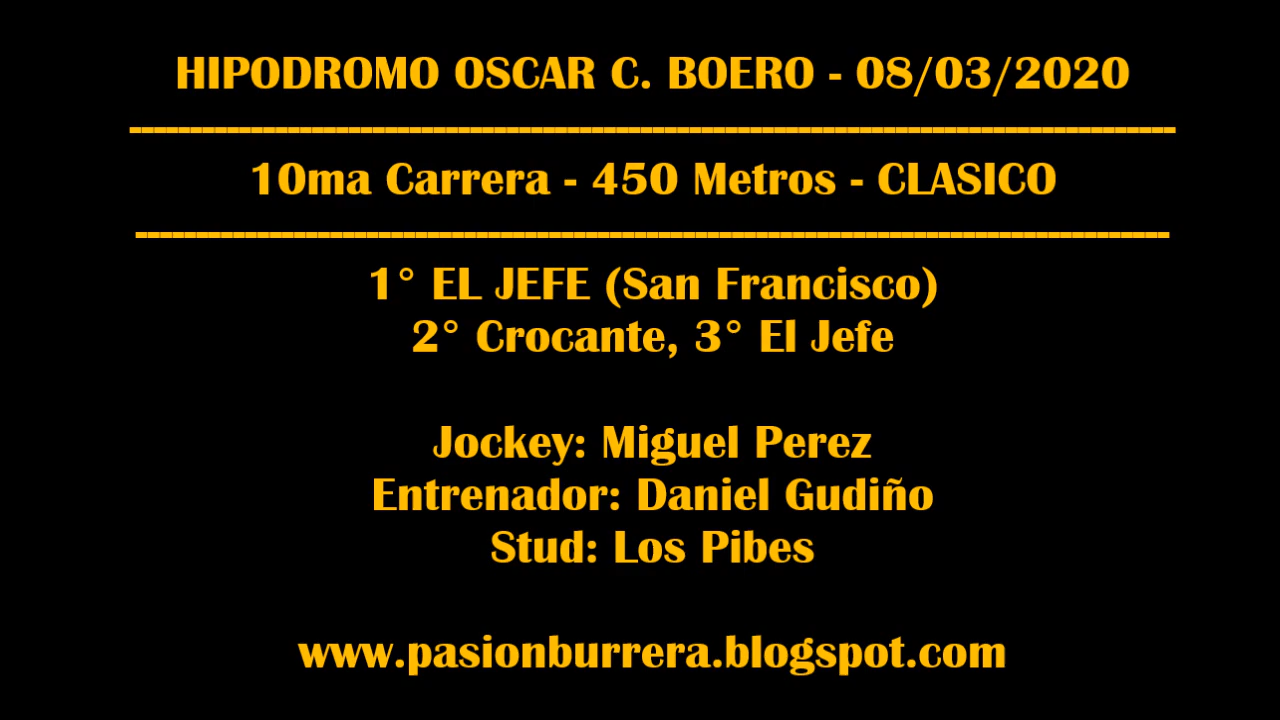 HIPODROMO OSCAR C. BOERO - 08/03/2020
10ma Carrera - 450 Metros - CLASICO
1° EL JEFE (San Francisco)
2° Crocante, 3° El Jefe
Jockey: Miguel Perez
Entrenador: Daniel Gudiño
Stud: Los Pibes
www.pasionburrera.blogspot.com